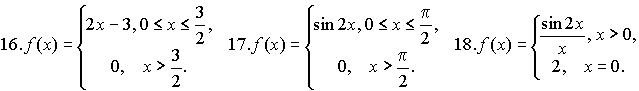 16. f(x) = { 2x − 3, 0 ≤ x ≤ 3/2, 0, x > 3/2. 17. f(x) = { sin 2x, 0 ≤ x ≤ π/2, 0, x > π/2. 18. f(x) = { sin 2x/x, x > 0, 2, x = 0.